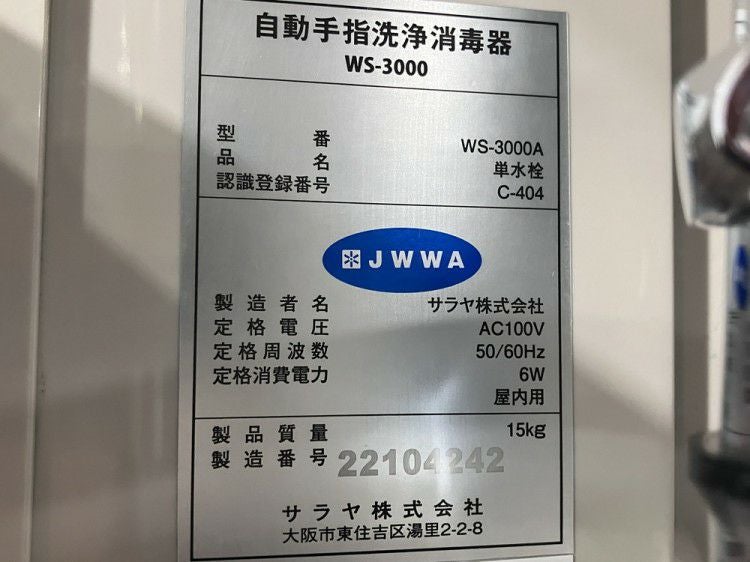 自動手指洗浄消毒器
WS-3000
型番 WS-3000A
品名 単水栓
認識登録番号 C-404
JWWA
製造者名 サラヤ株式会社
定格電圧 AC100V
定格周波数 50/60Hz
定格消費電力 6W
屋内用
製品質量 15kg
製造番号 22104242
サラヤ株式会社
大阪市東住吉区湯里2-2-8